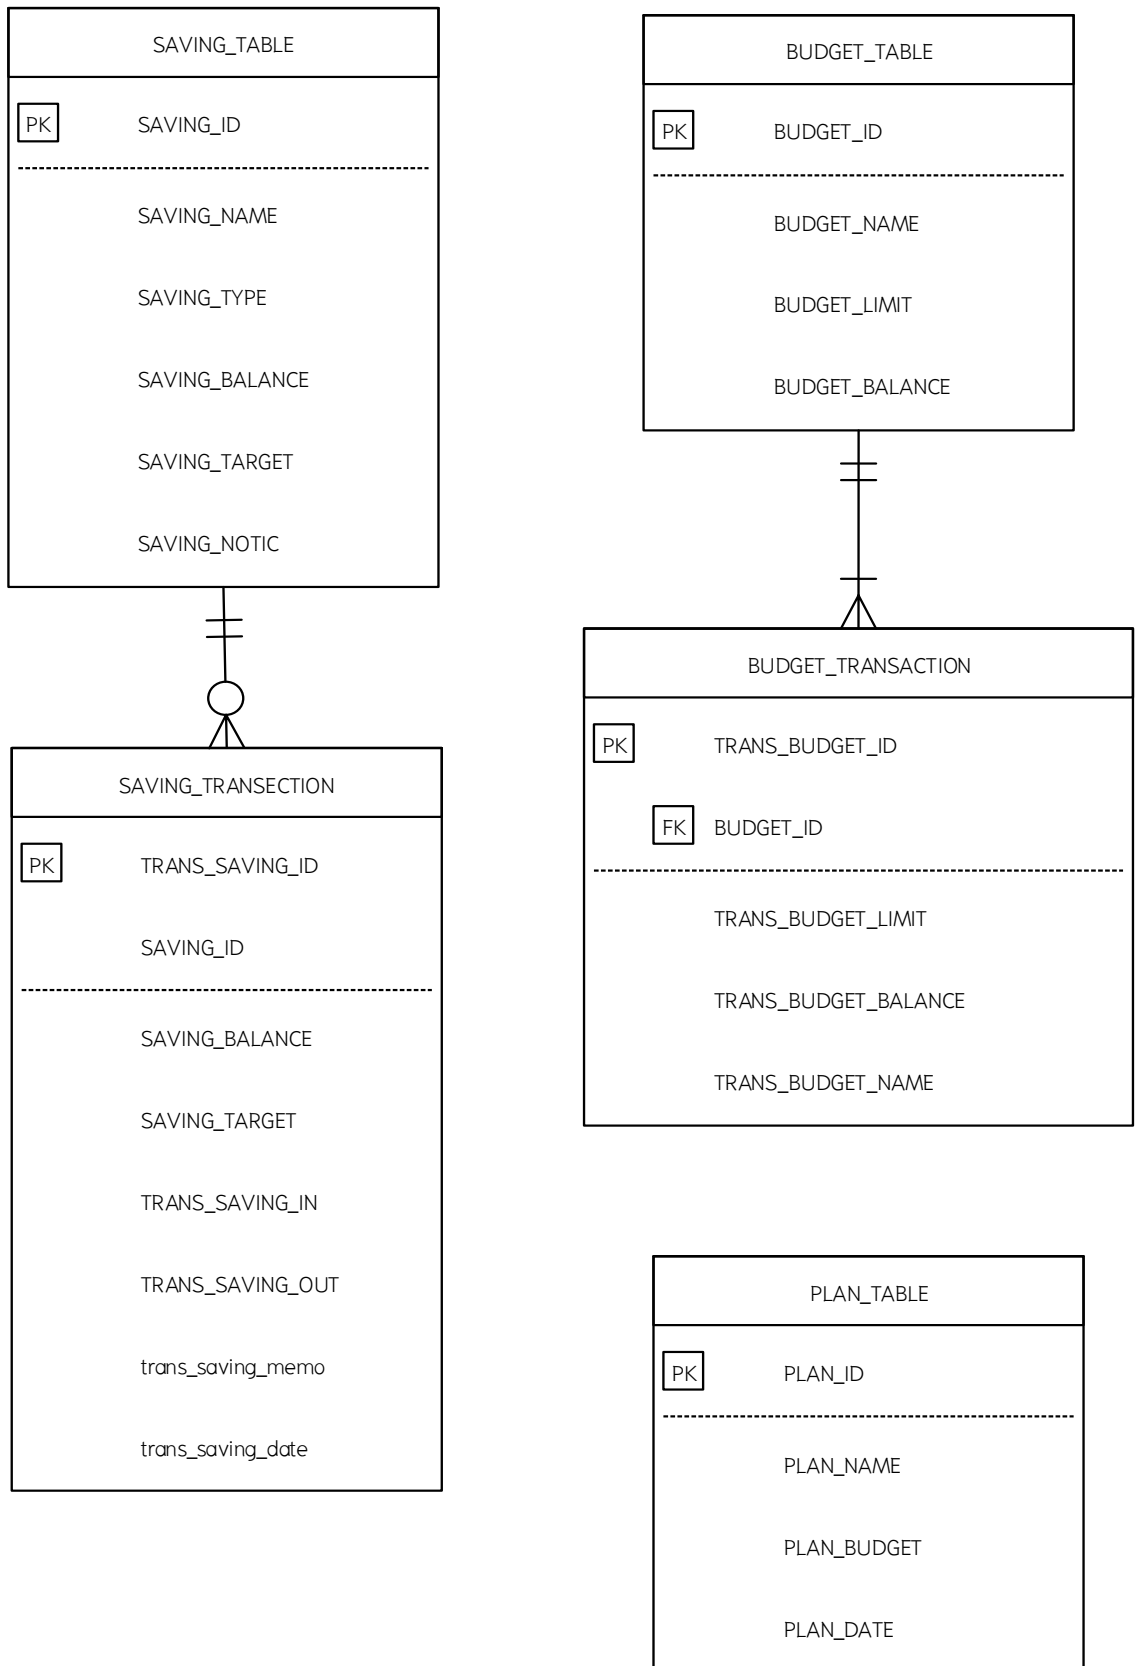 SAVING_TABLE
PK SAVING_ID
SAVING_NAME
SAVING_TYPE
SAVING_BALANCE
SAVING_TARGET
SAVING_NOTIC
SAVING_TRANSECTION
PK TRANS_SAVING_ID
SAVING_ID
SAVING_BALANCE
SAVING_TARGET
TRANS_SAVING_IN
TRANS_SAVING_OUT
trans_saving_memo
trans_saving_date
BUDGET_TABLE
PK BUDGET_ID
BUDGET_NAME
BUDGET_LIMIT
BUDGET_BALANCE
BUDGET_TRANSACTION
PK TRANS_BUDGET_ID
FK BUDGET_ID
TRANS_BUDGET_LIMIT
TRANS_BUDGET_BALANCE
TRANS_BUDGET_NAME
PLAN_TABLE
PK PLAN_ID
PLAN_NAME
PLAN_BUDGET
PLAN_DATE